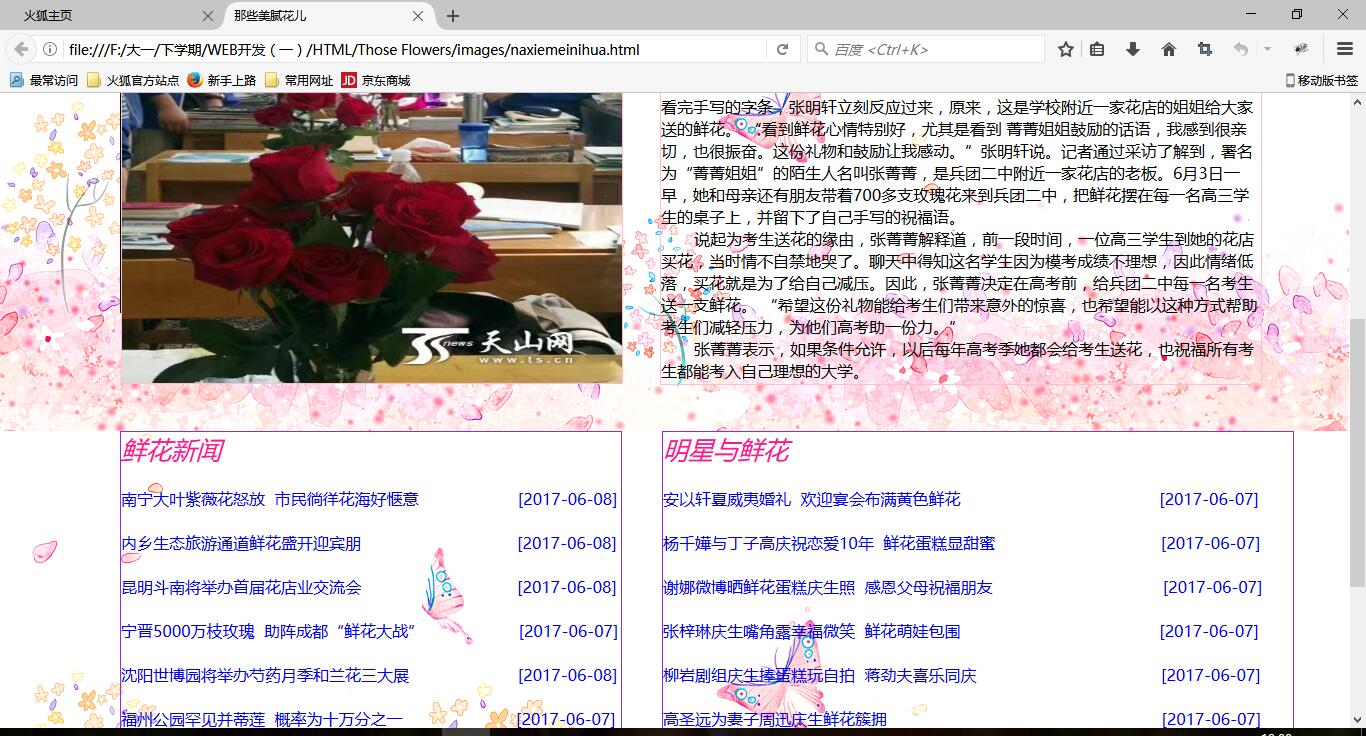 火狐主页
那些美腻花儿
file:///F:/大一/下学期/WEB开发（一）/HTML/Those Flowers/images/naxiemeinihua.html
百度 <Ctrl+K>
最常访问 火狐官方站点 新手上路 常用网址 JD 京东商城 移动版书签
看完手写的字条，张明轩立刻反应过来，原来，这是学校附近一家花店的姐姐给大家
送的鲜花。 “看到鲜花心情特别好，尤其是看到 菁菁姐姐鼓励的话语，我感到很亲
切，也很振奋。这份礼物和鼓励让我感动。”张明轩说。记者通过采访了解到，署名
为“菁菁姐姐”的陌生人名叫张菁菁，是兵团二中附近一家花店的老板。6月3日一
早，她和母亲还有朋友带着700多支玫瑰花来到兵团二中，把鲜花摆在每一名高三学
生的桌子上，并留下了自己手写的祝福语。
说起为考生送花的缘由，张菁菁解释道，前一段时间，一位高三学生到她的花店
买花，当时情不自禁地哭了。聊天中得知这名学生因为模考成绩不理想，因此情绪低
落，买花就是为了给自己减压。因此，张菁菁决定在高考前，给兵团二中每一名考生
送一支鲜花。 “希望这份礼物能给考生们带来意外的惊喜，也希望能以这种方式帮助
考生们减轻压力，为他们高考助一份力。”
张菁菁表示，如果条件允许，以后每年高考季她都会给考生送花，也祝福所有考
生都能考入自己理想的大学。
news 天山网
www.ts.cn
鲜花新闻
南宁大叶紫薇花怒放 市民徜徉花海好惬意 [2017-06-08]
内乡生态旅游通道鲜花盛开迎宾朋 [2017-06-08]
昆明斗南将举办首届花店业交流会 [2017-06-08]
宁晋5000万枝玫瑰 助阵成都“鲜花大战” [2017-06-07]
沈阳世博园将举办芍药月季和兰花三大展 [2017-06-08]
福州公园罕见并蒂莲 概率为十万分之一 [2017-06-07]
明星与鲜花
安以轩夏威夷婚礼 欢迎宴会布满黄色鲜花 [2017-06-07]
杨千嬅与丁子高庆祝恋爱10年 鲜花蛋糕显甜蜜 [2017-06-07]
谢娜微博晒鲜花蛋糕庆生照 感恩父母祝福朋友 [2017-06-07]
张梓琳庆生嘴角露幸福微笑 鲜花萌娃包围 [2017-06-07]
柳岩剧组庆生捧蛋糕玩自拍 蒋劲夫喜乐同庆 [2017-06-07]
高圣远为妻子周迅庆生鲜花簇拥 [2017-06-07]